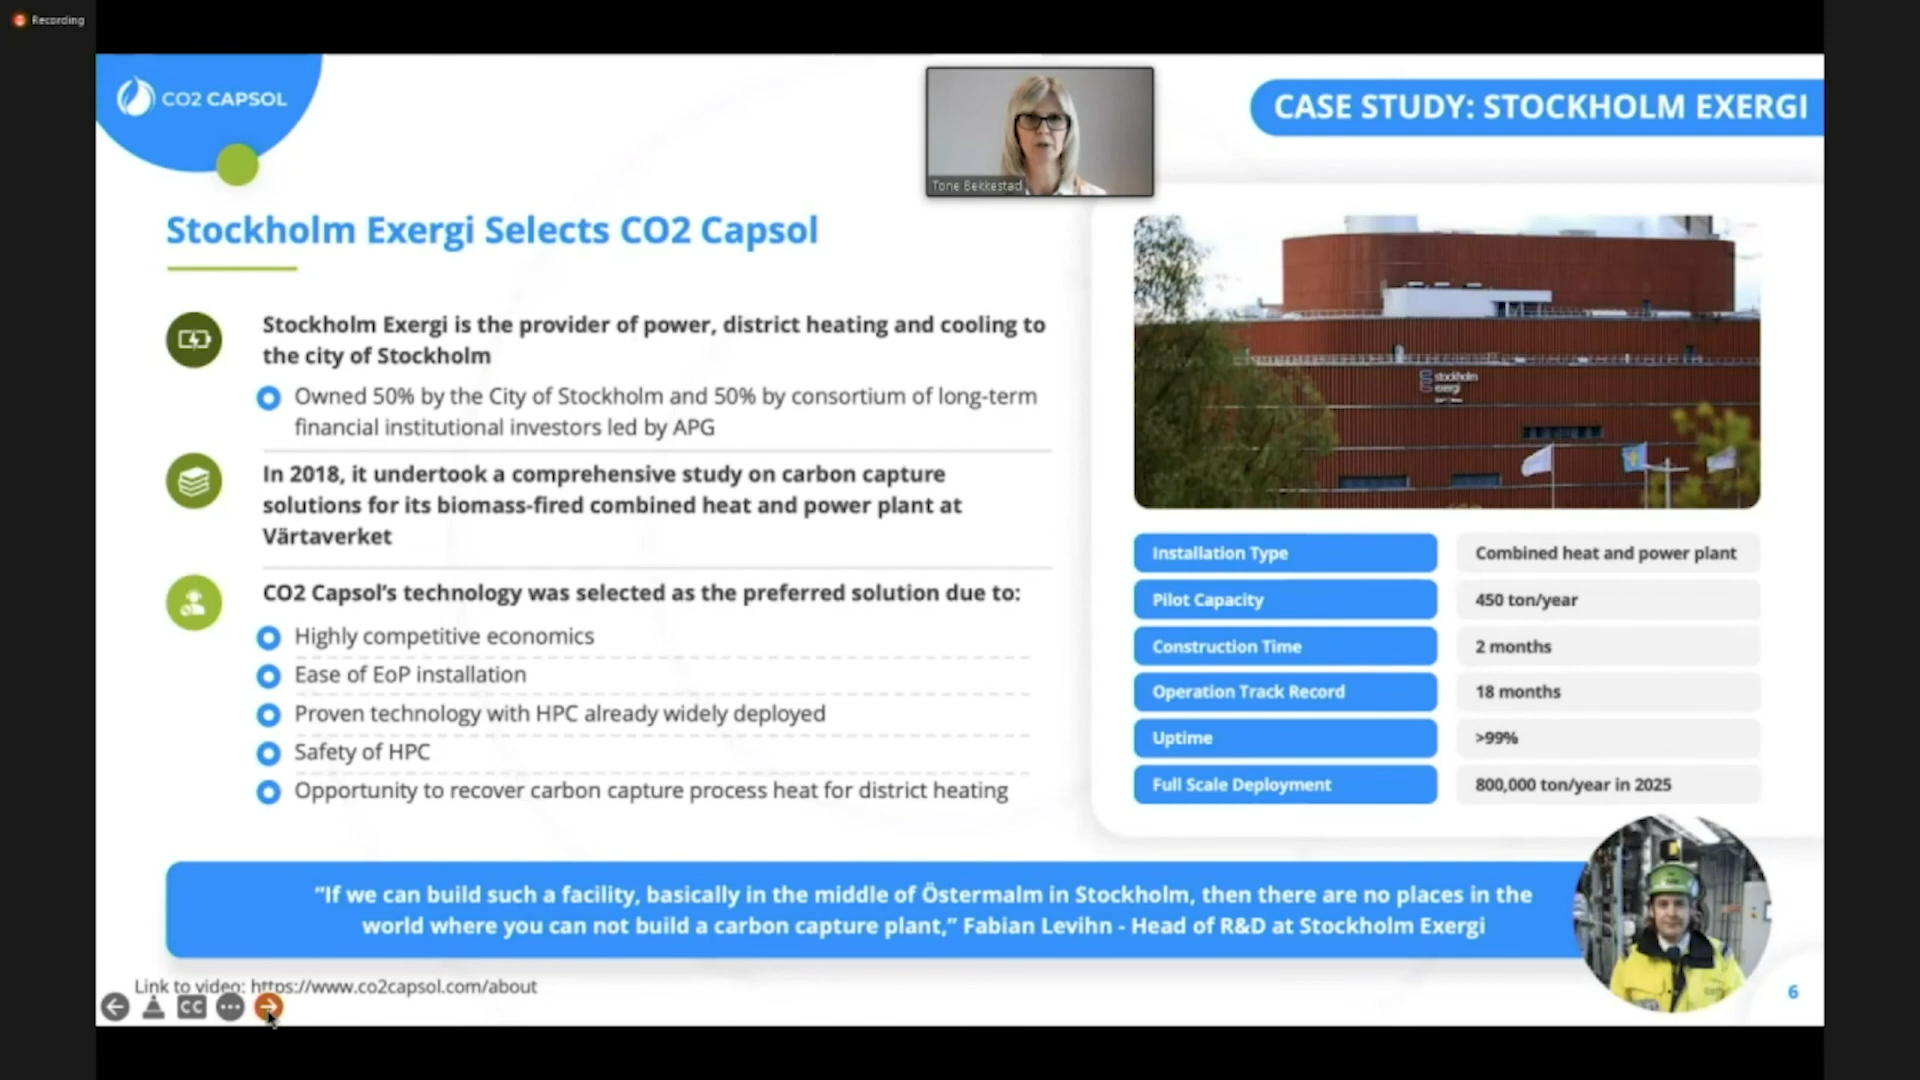 Recording
CO2 CAPSOL
Tone Bekkestad
CASE STUDY: STOCKHOLM EXERGI
Stockholm Exergi Selects CO2 Capsol
Stockholm Exergi is the provider of power, district heating and cooling to
the city of Stockholm
Owned 50% by the City of Stockholm and 50% by consortium of long-term
financial institutional investors led by APG
In 2018, it undertook a comprehensive study on carbon capture
solutions for its biomass-fired combined heat and power plant at
Värtaverket
CO2 Capsol’s technology was selected as the preferred solution due to:
Highly competitive economics
Ease of EoP installation
Proven technology with HPC already widely deployed
Safety of HPC
Opportunity to recover carbon capture process heat for district heating
stockholm
exergi
Installation Type Combined heat and power plant
Pilot Capacity 450 ton/year
Construction Time 2 months
Operation Track Record 18 months
Uptime >99%
Full Scale Deployment 800,000 ton/year in 2025
“If we can build such a facility, basically in the middle of Östermalm in Stockholm, then there are no places in the
world where you can not build a carbon capture plant,” Fabian Levihn - Head of R&D at Stockholm Exergi
Link to video: https://www.co2capsol.com/about
CC
6